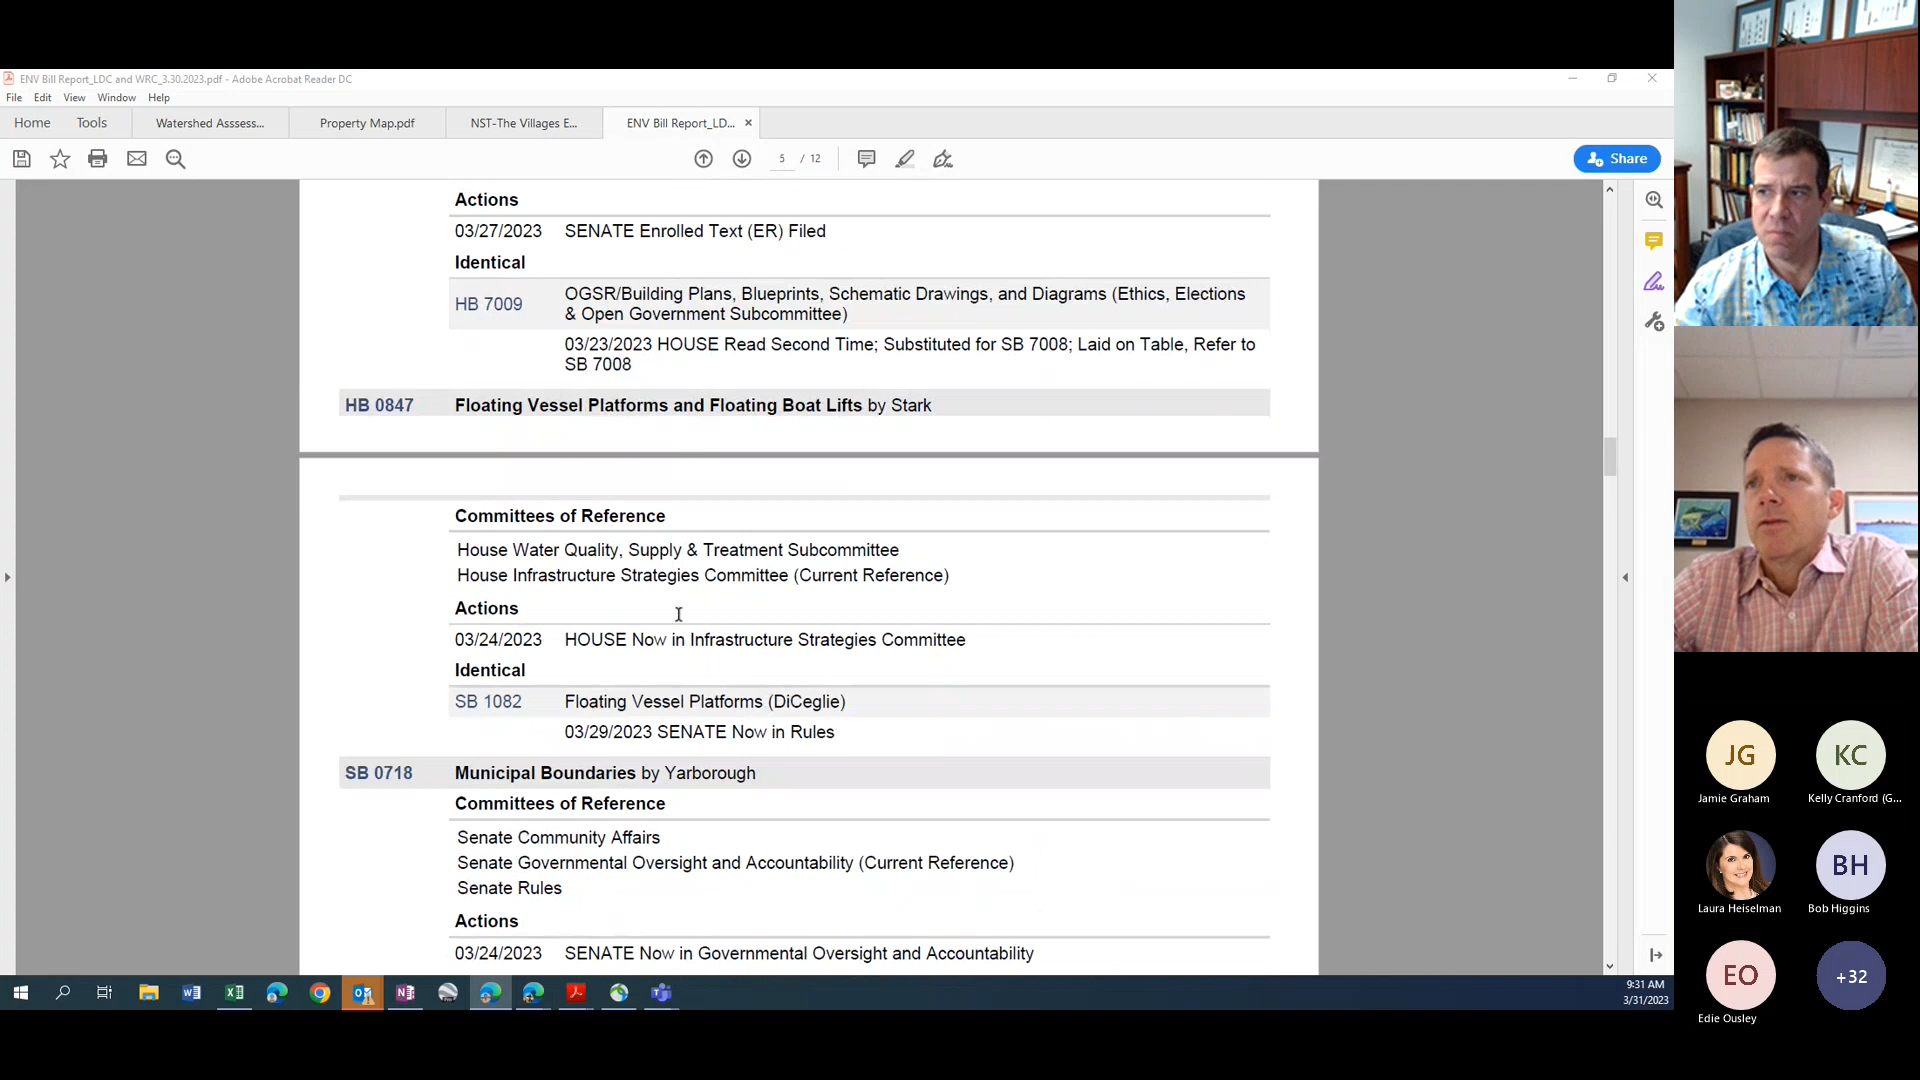 ENV Bill Report_LDC and WRC_3.30.2023.pdf - Adobe Acrobat Reader DC
File Edit View Window Help
Home Tools Watershed Asssess... Property Map.pdf NST-The Villages E... ENV Bill Report_LD... ×
5 / 12 Share
Actions
03/27/2023 SENATE Enrolled Text (ER) Filed
Identical
HB 7009 OGSR/Building Plans, Blueprints, Schematic Drawings, and Diagrams (Ethics, Elections
& Open Government Subcommittee)
03/23/2023 HOUSE Read Second Time; Substituted for SB 7008; Laid on Table, Refer to
SB 7008
HB 0847 Floating Vessel Platforms and Floating Boat Lifts by Stark
Committees of Reference
House Water Quality, Supply & Treatment Subcommittee
House Infrastructure Strategies Committee (Current Reference)
Actions
03/24/2023 HOUSE Now in Infrastructure Strategies Committee
Identical
SB 1082 Floating Vessel Platforms (DiCeglie)
03/29/2023 SENATE Now in Rules
SB 0718 Municipal Boundaries by Yarborough
Committees of Reference
Senate Community Affairs
Senate Governmental Oversight and Accountability (Current Reference)
Senate Rules
Actions
03/24/2023 SENATE Now in Governmental Oversight and Accountability
9:31 AM
3/31/2023
JG KC
Jamie Graham Kelly Cranford (G...
BH
Laura Heiselman Bob Higgins
EO +32
Edie Ousley